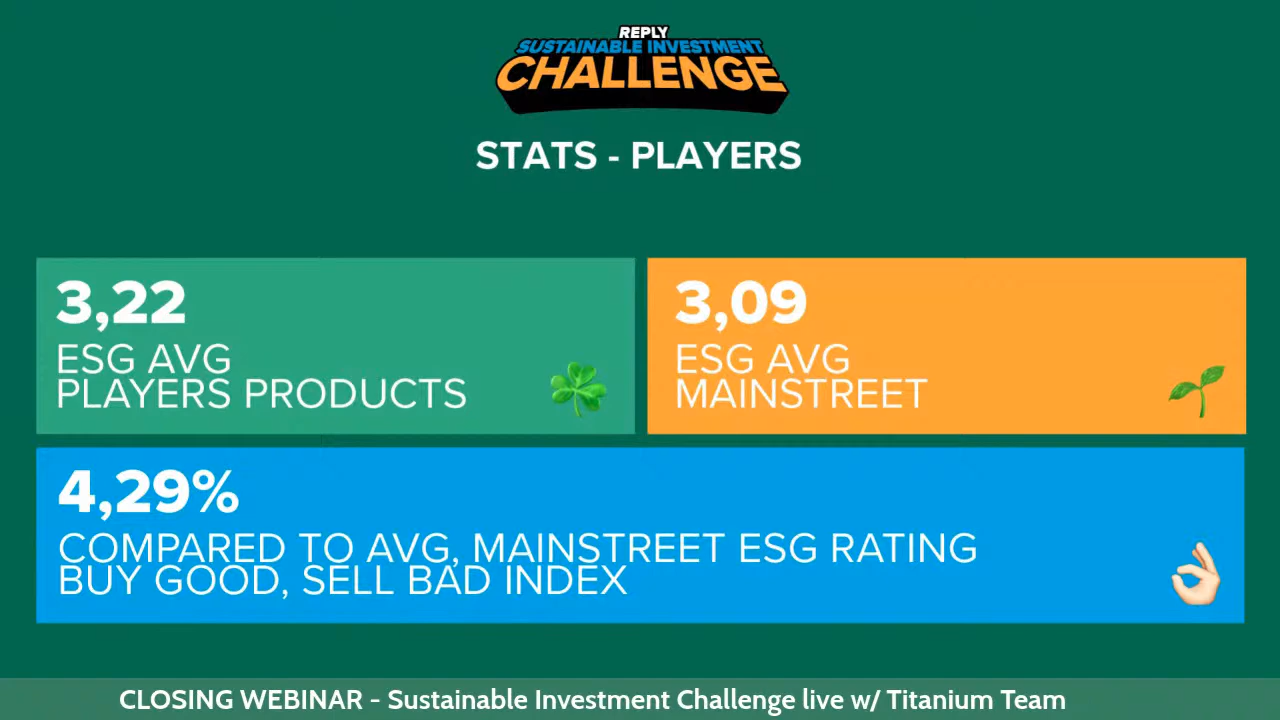 REPLY
SUSTAINABLE INVESTMENT
CHALLENGE
STATS - PLAYERS
3,22
ESG AVG
PLAYERS PRODUCTS
3,09
ESG AVG
MAINSTREET
4,29%
COMPARED TO AVG, MAINSTREET ESG RATING
BUY GOOD, SELL BAD INDEX
CLOSING WEBINAR - Sustainable Investment Challenge live w/ Titanium Team